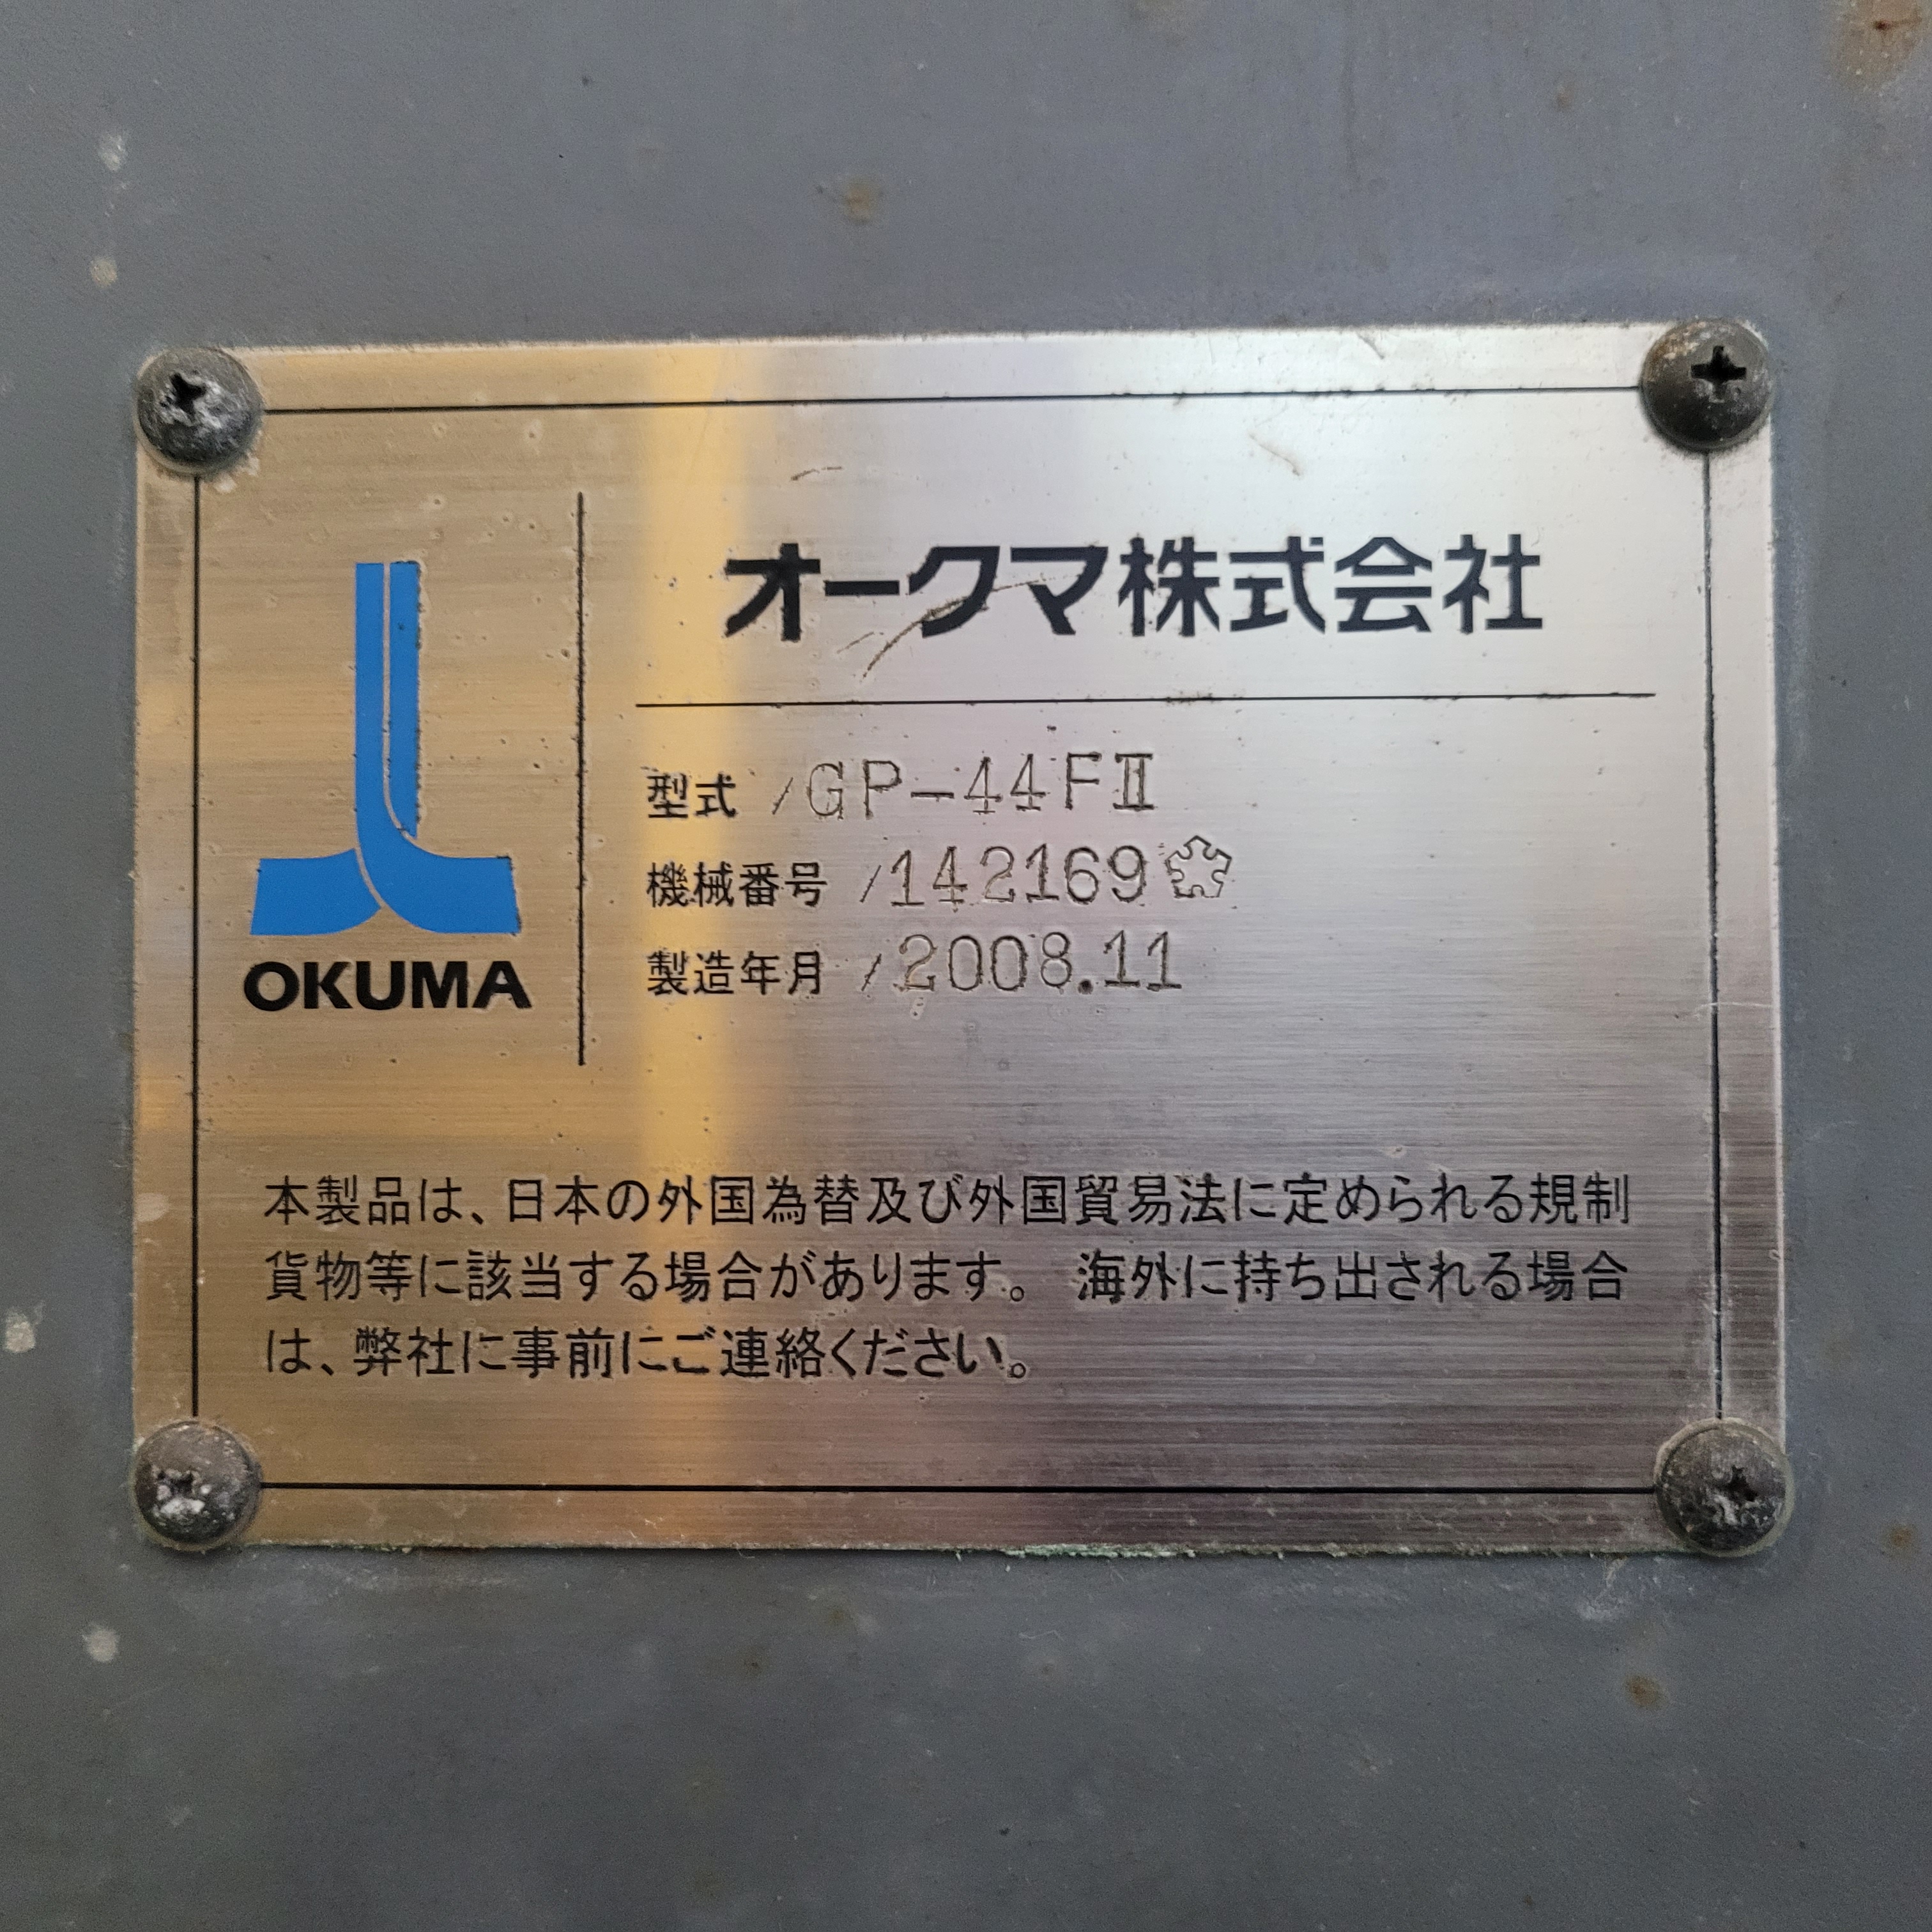 オークマ株式会社
型式 /GP-44FⅡ
機械番号 /142169
製造年月 /2008.11
OKUMA
本製品は、日本の外国為替及び外国貿易法に定められる規制
貨物等に該当する場合があります。 海外に持ち出される場合
は、弊社に事前にご連絡ください。